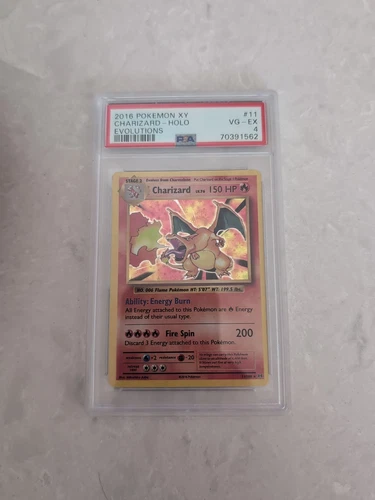 2016 POKEMON XY #11
CHARIZARD - HOLO VG-EX
EVOLUTIONS PSA 4
70391562
STAGE 2
Charizard 150 HP
Ability: Energy Burn
All Energy attached to this Pokémon are Energy
instead of their usual type.
Fire Spin 200
Discard 3 Energy attached to this Pokémon.
×2 -20